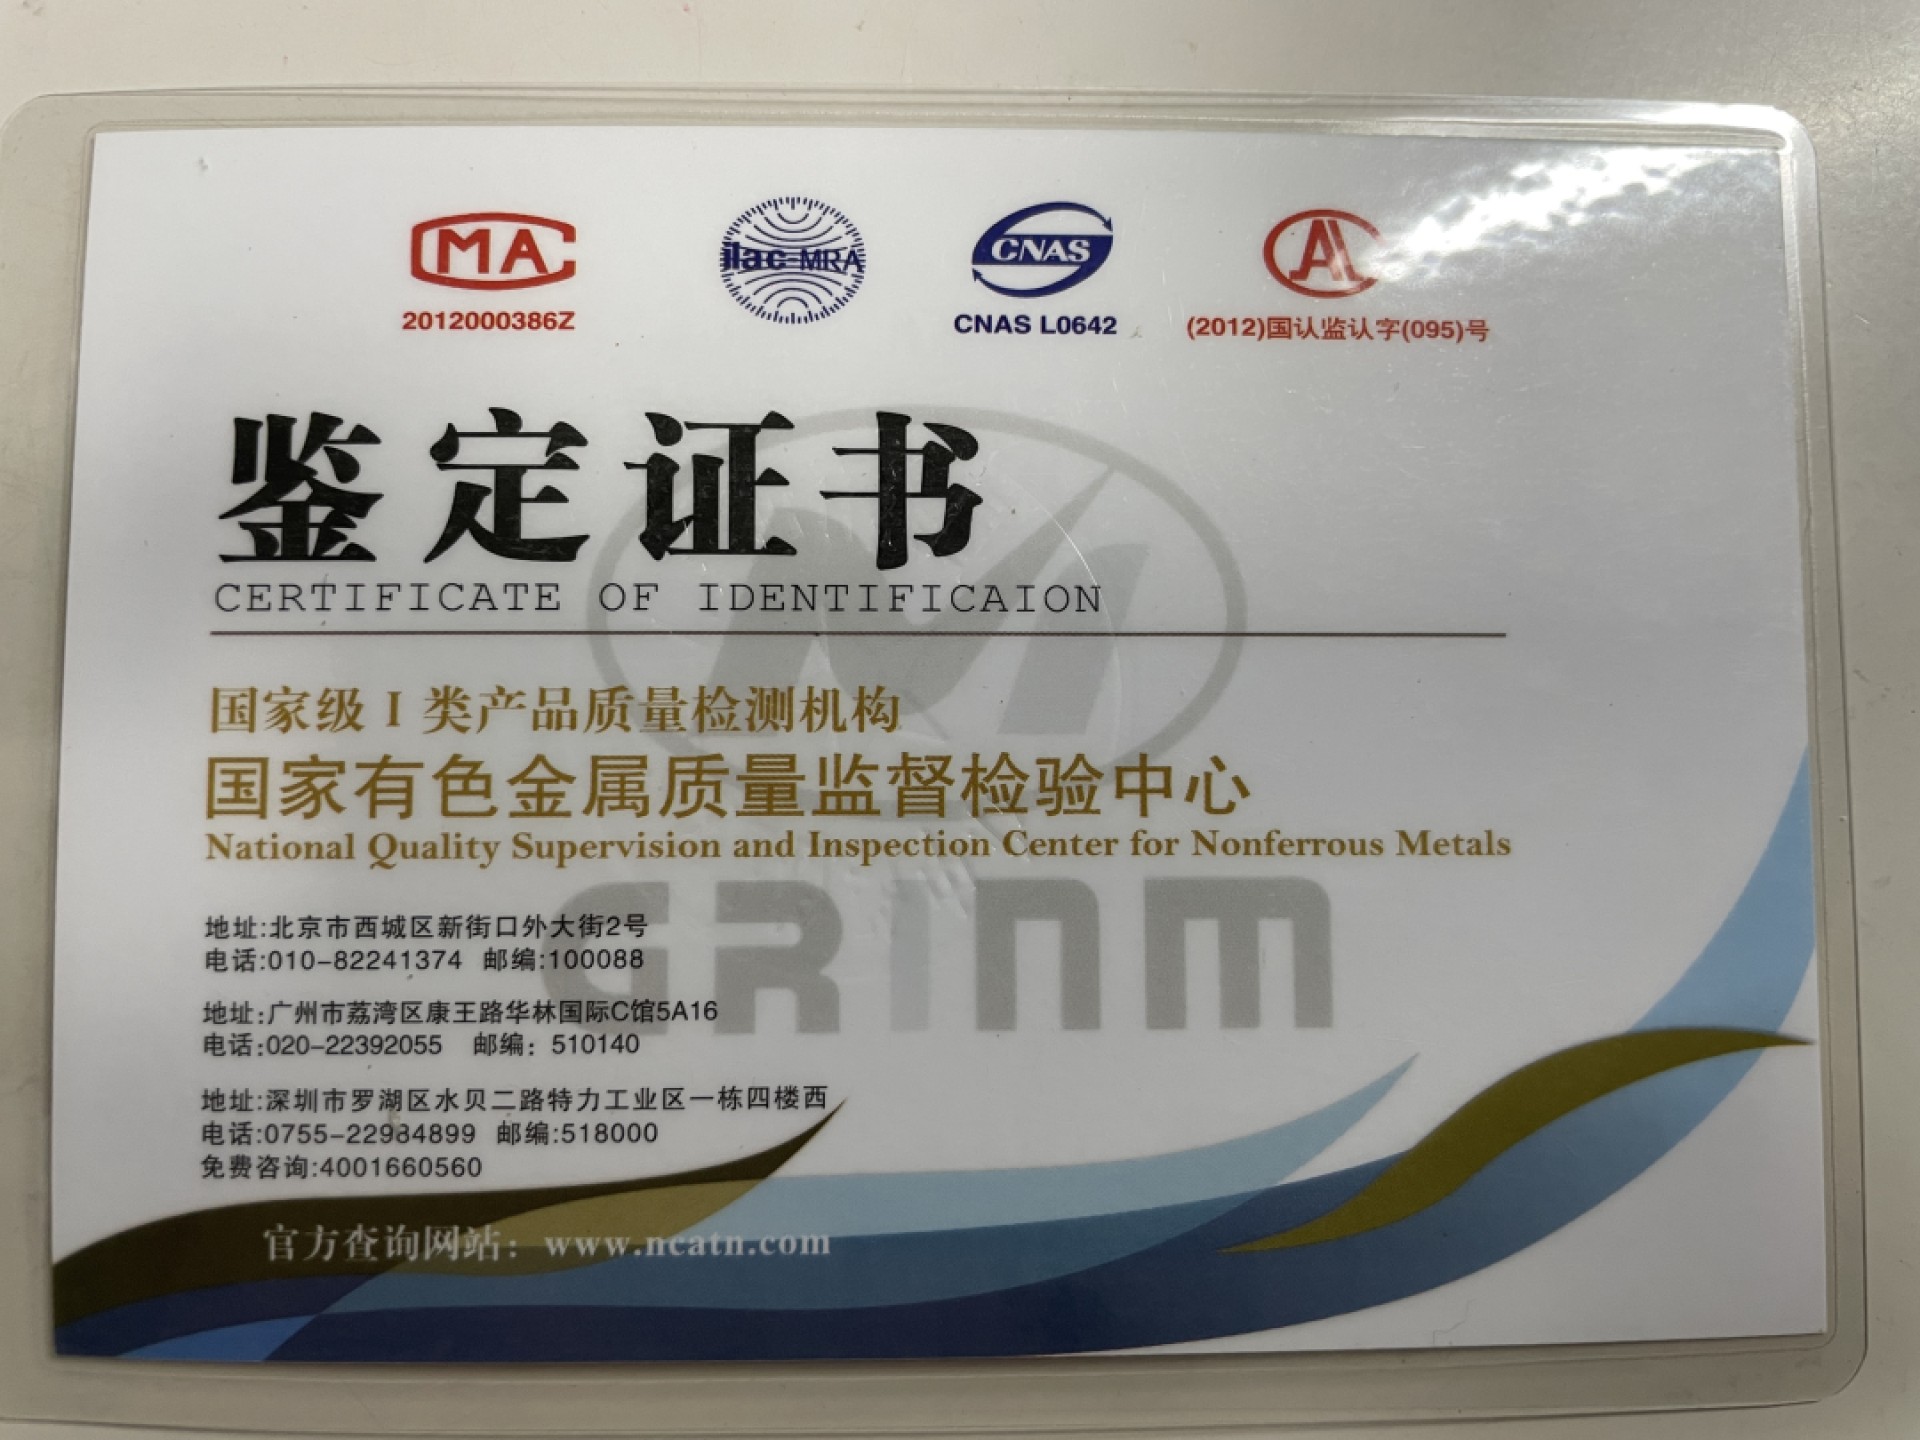 CMA
ilac-MRA
CNAS
AL
2012000386Z
CNAS L0642
(2012)国认监认字(095)号
鉴定证书
CERTIFICATE OF IDENTIFICAION
国家级 I 类产品质量检测机构
国家有色金属质量监督检验中心
National Quality Supervision and Inspection Center for Nonferrous Metals
GRINM
地址:北京市西城区新街口外大街2号
电话:010-82241374 邮编:100088
地址:广州市荔湾区康王路华林国际C馆5A16
电话:020-22392055 邮编: 510140
地址:深圳市罗湖区水贝二路特力工业区一栋四楼西
电话:0755-22984899 邮编:518000
免费咨询:4001660560
官方查询网站: www.ncatn.com